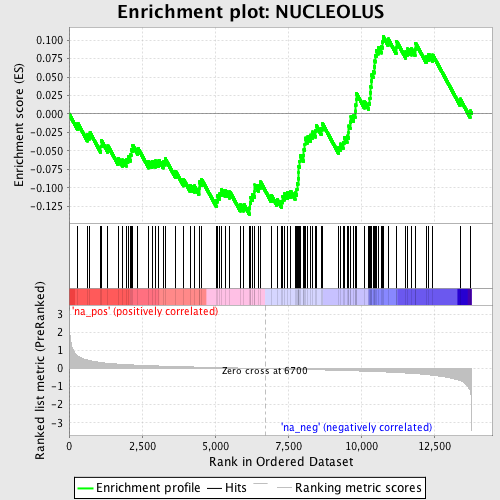 Enrichment plot: NUCLEOLUS
Enrichment score (ES)
0.100
0.075
0.050
0.025
0.000
-0.025
-0.050
-0.075
-0.100
-0.125
'na_pos' (positively correlated)
Ranked list metric (PreRanked)
3
2
1
0
-1
-2
-3
Zero cross at 6700
'na_neg' (negatively correlated)
0
2,500
5,000
7,500
10,000
12,500
Rank in Ordered Dataset
Enrichment profile
Hits
Ranking metric scores